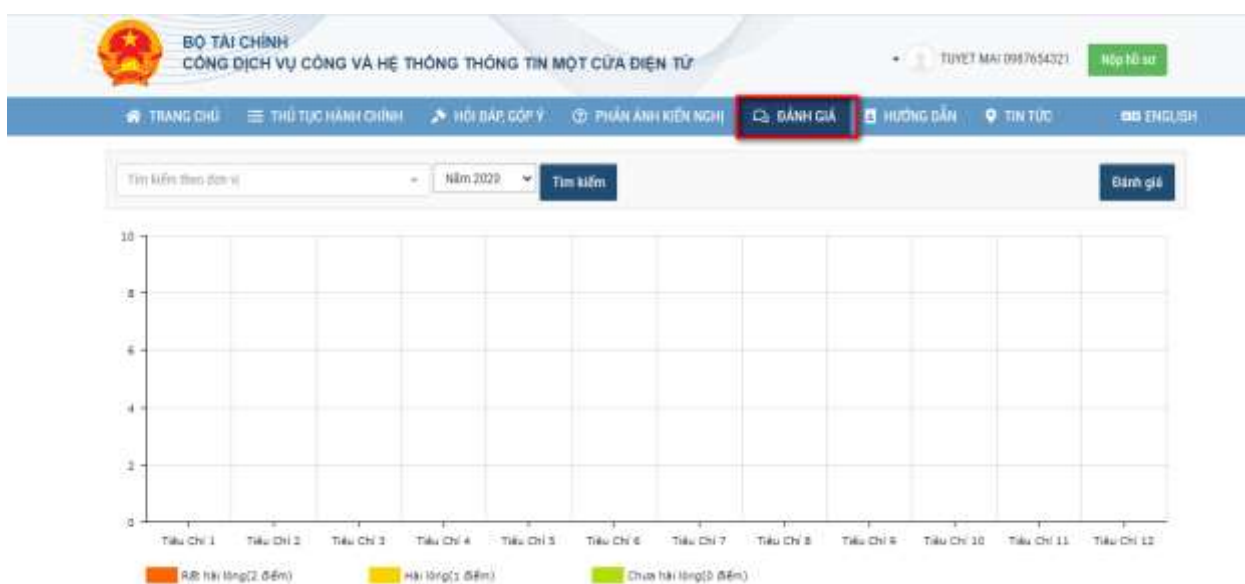 BỘ TÀI CHÍNH
CỔNG DỊCH VỤ CÔNG VÀ HỆ THỐNG THÔNG TIN MỘT CỬA ĐIỆN TỬ
TUYET MAI 0987654321
Nộp hồ sơ
TRANG CHỦ THỦ TỤC HÀNH CHÍNH HỎI ĐÁP, GÓP Ý PHẢN ÁNH KIẾN NGHỊ ĐÁNH GIÁ HƯỚNG DẪN TIN TỨC ENGLISH
Tìm kiếm theo đơn vị Năm 2020 Tìm kiếm Đánh giá
10
8
6
4
2
0
Tiêu Chí 1 Tiêu Chí 2 Tiêu Chí 3 Tiêu Chí 4 Tiêu Chí 5 Tiêu Chí 6 Tiêu Chí 7 Tiêu Chí 8 Tiêu Chí 9 Tiêu Chí 10 Tiêu Chí 11 Tiêu Chí 12
Rất hài lòng(2 điểm) Hài lòng(1 điểm) Chưa hài lòng(0 điểm)